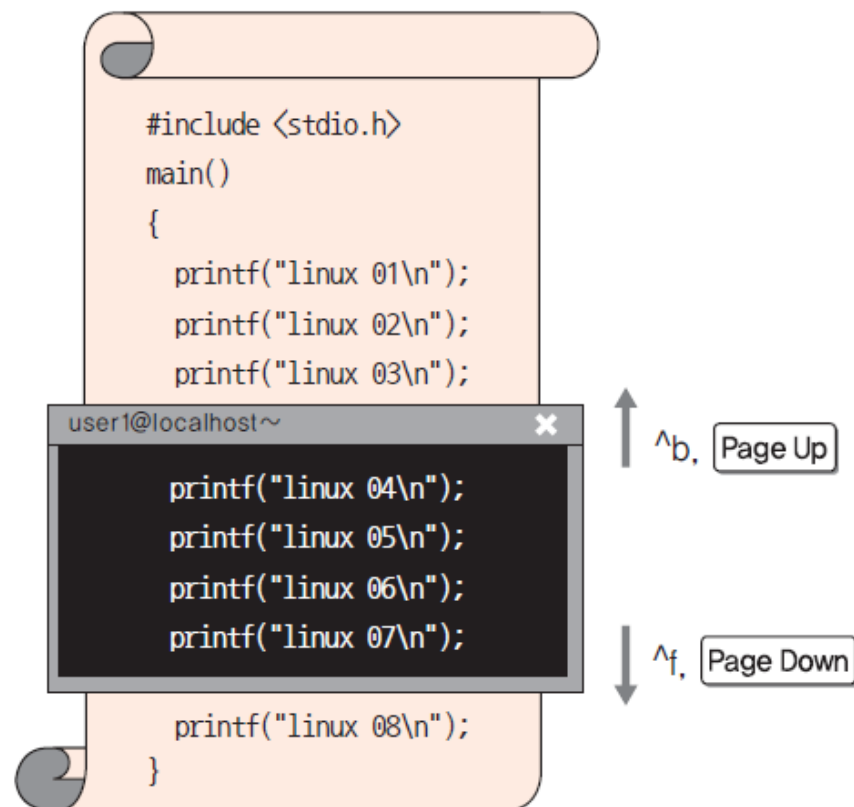 #include <stdio.h>
main()
{
printf("linux 01\n");
printf("linux 02\n");
printf("linux 03\n");
user1@localhost~
^b, Page Up
printf("linux 04\n");
printf("linux 05\n");
printf("linux 06\n");
printf("linux 07\n");
^f, Page Down
printf("linux 08\n");
}